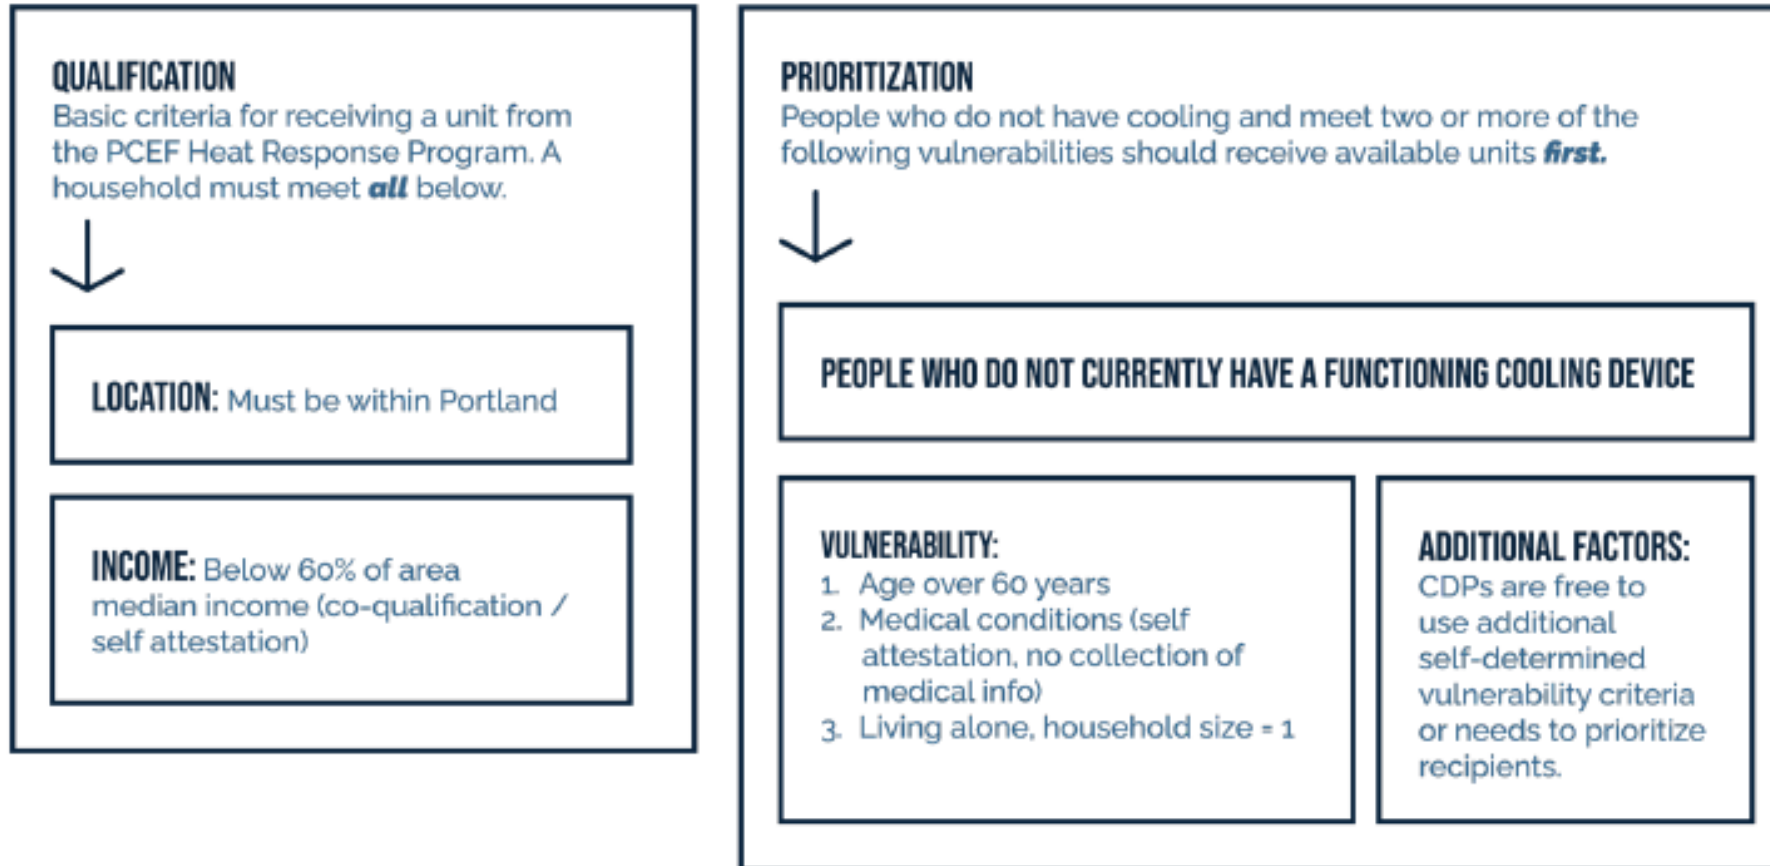 QUALIFICATION
Basic criteria for receiving a unit from
the PCEF Heat Response Program. A
household must meet all below.
LOCATION: Must be within Portland
INCOME: Below 60% of area
median income (co-qualification /
self attestation)
PRIORITIZATION
People who do not have cooling and meet two or more of the
following vulnerabilities should receive available units first.
PEOPLE WHO DO NOT CURRENTLY HAVE A FUNCTIONING COOLING DEVICE
VULNERABILITY:
1. Age over 60 years
2. Medical conditions (self
attestation, no collection of
medical info)
3. Living alone, household size = 1
ADDITIONAL FACTORS:
CDPs are free to
use additional
self-determined
vulnerability criteria
or needs to prioritize
recipients.